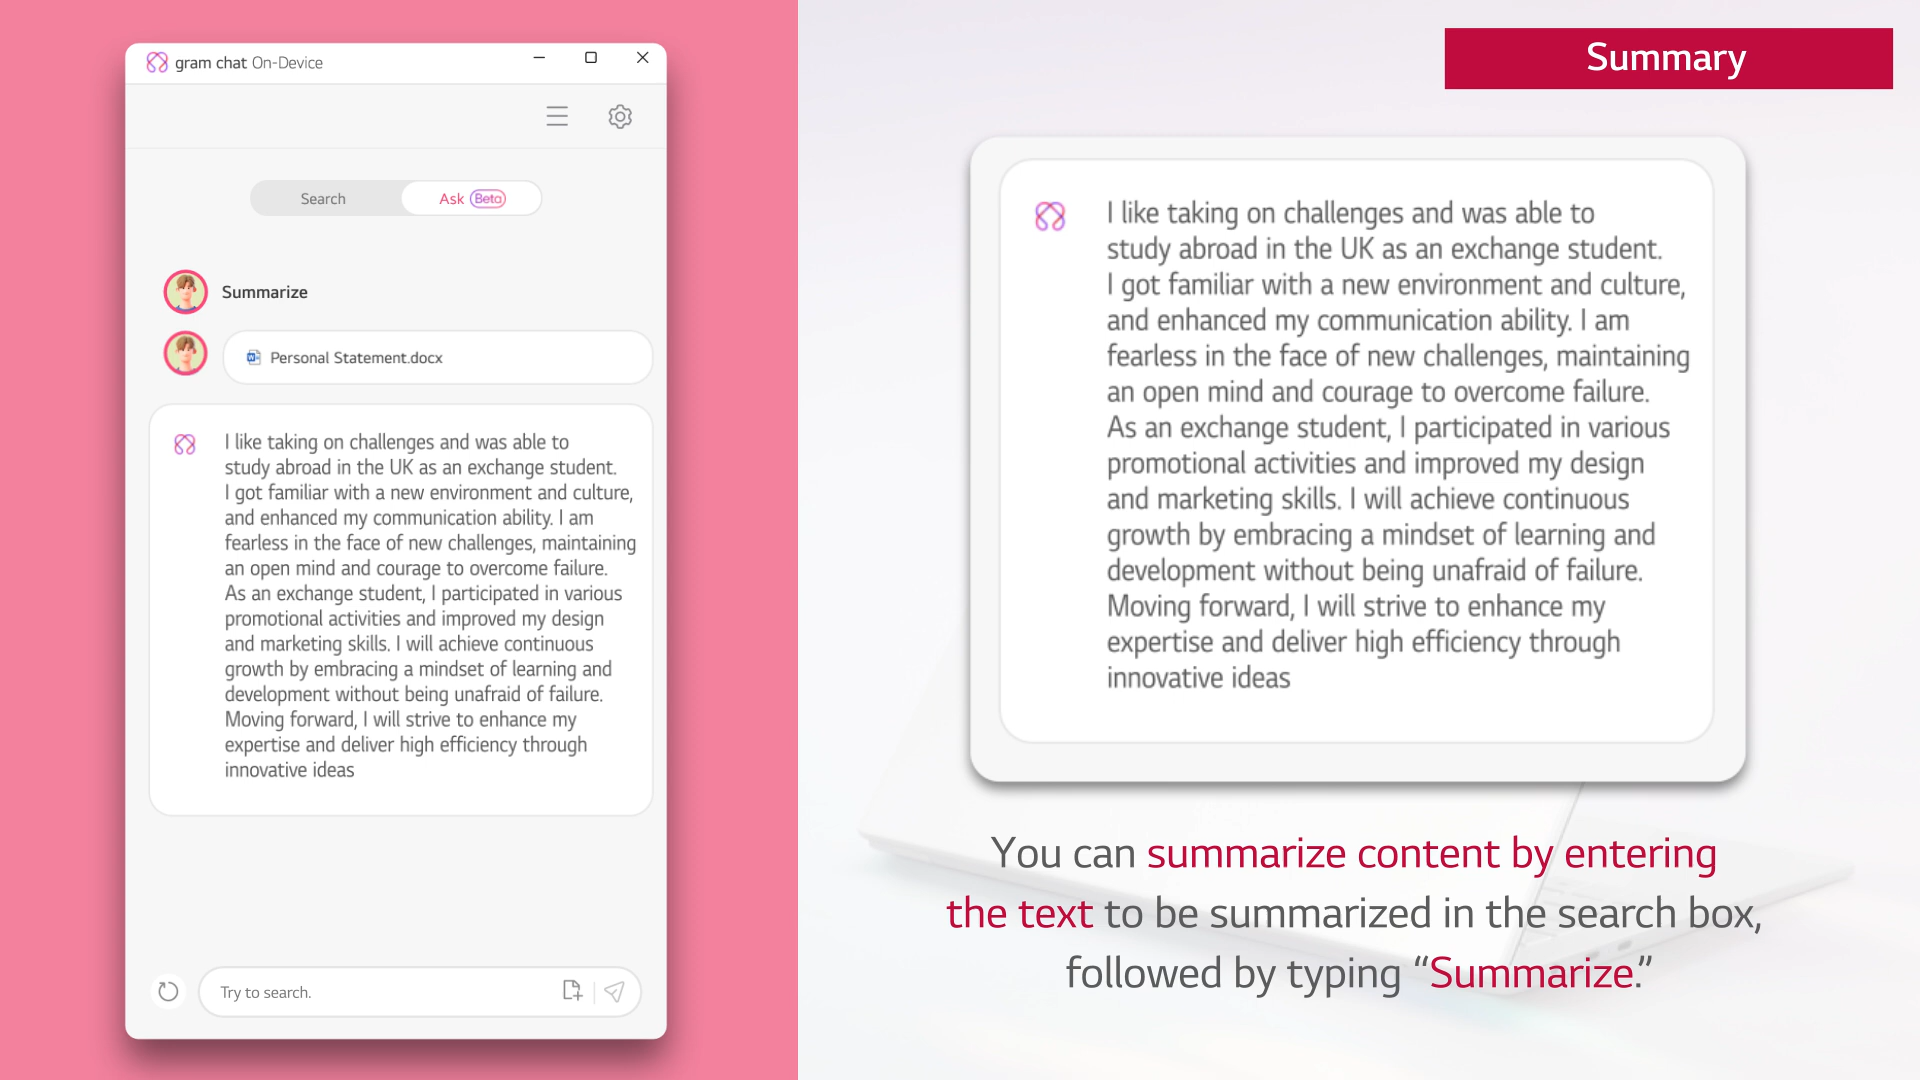 gram chat On-Device
Search
Ask Beta
Summarize
Personal Statement.docx
I like taking on challenges and was able to
study abroad in the UK as an exchange student.
I got familiar with a new environment and culture,
and enhanced my communication ability. I am
fearless in the face of new challenges, maintaining
an open mind and courage to overcome failure.
As an exchange student, I participated in various
promotional activities and improved my design
and marketing skills. I will achieve continuous
growth by embracing a mindset of learning and
development without being unafraid of failure.
Moving forward, I will strive to enhance my
expertise and deliver high efficiency through
innovative ideas
Try to search.
Summary
I like taking on challenges and was able to
study abroad in the UK as an exchange student.
I got familiar with a new environment and culture,
and enhanced my communication ability. I am
fearless in the face of new challenges, maintaining
an open mind and courage to overcome failure.
As an exchange student, I participated in various
promotional activities and improved my design
and marketing skills. I will achieve continuous
growth by embracing a mindset of learning and
development without being unafraid of failure.
Moving forward, I will strive to enhance my
expertise and deliver high efficiency through
innovative ideas
You can summarize content by entering
the text to be summarized in the search box,
followed by typing “Summarize.”